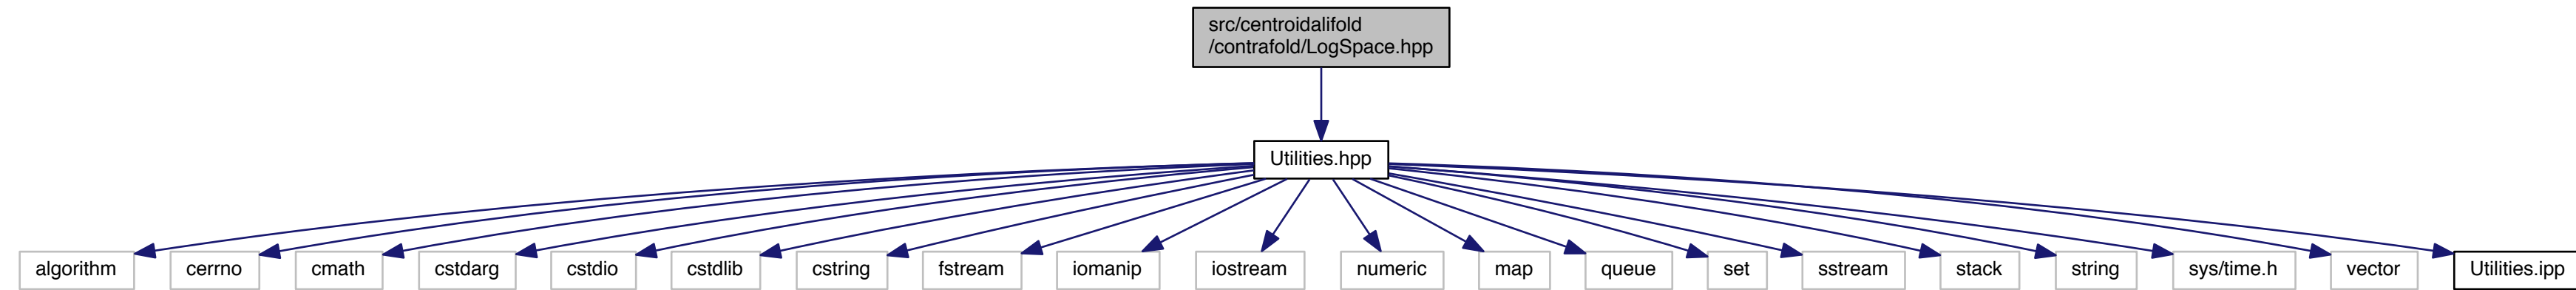 src/centroidalifold
/contrafold/LogSpace.hpp
Utilities.hpp
algorithm
cerrno
cmath
cstdarg
cstdio
cstdlib
cstring
fstream
iomanip
iostream
numeric
map
queue
set
sstream
stack
string
sys/time.h
vector
Utilities.ipp